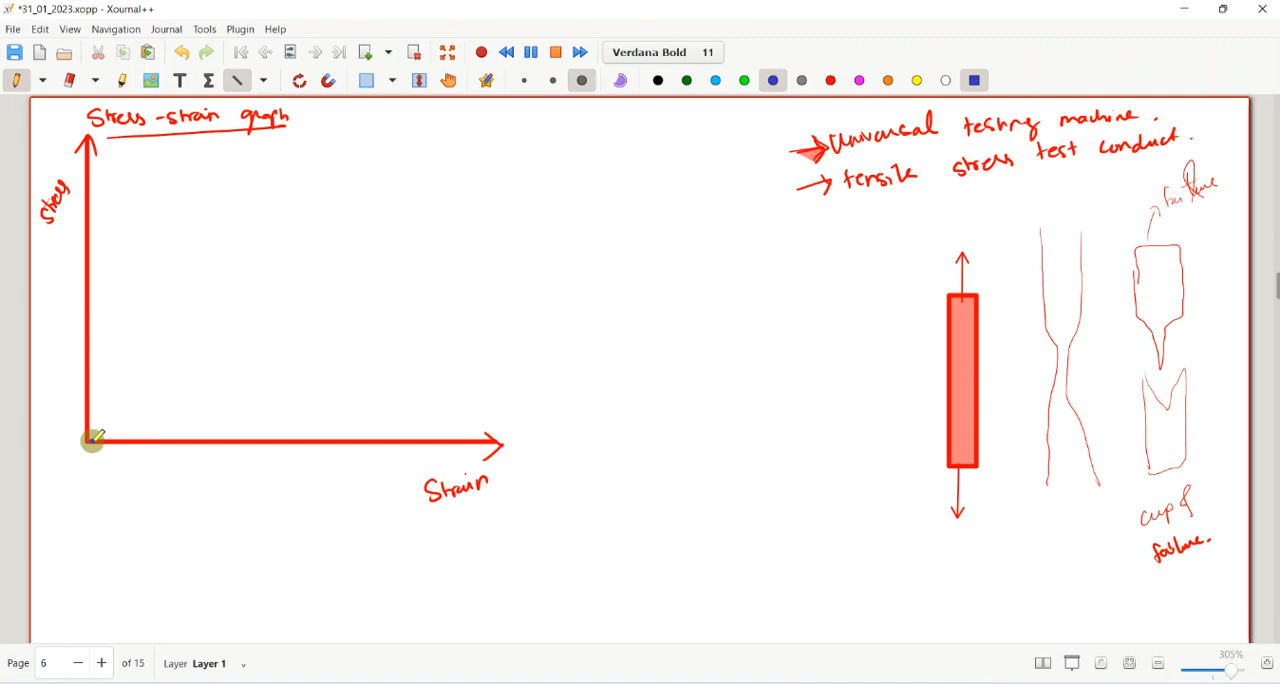 *31_01_2023.xopp - Xournal++
File Edit View Navigation Journal Tools Plugin Help
Verdana Bold 11
Stress-strain graph
stress
Strain
→ Universal testing machine.
→ tensile stress test conduct.
failure
cup &
failure.
Page 6 of 15 Layer Layer 1
305%